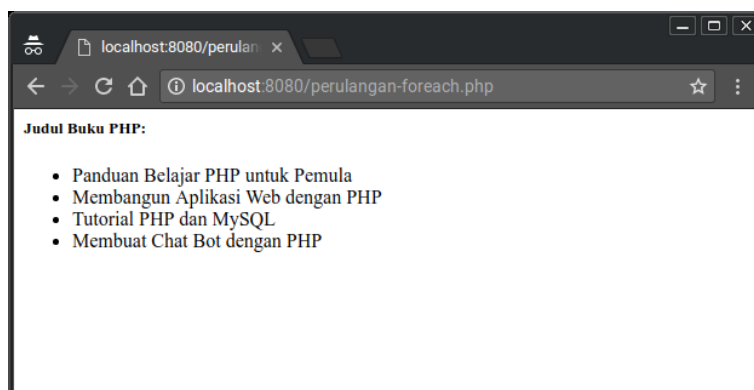 localhost:8080/perulan
localhost:8080/perulangan-foreach.php
Judul Buku PHP:
Panduan Belajar PHP untuk Pemula
Membangun Aplikasi Web dengan PHP
Tutorial PHP dan MySQL
Membuat Chat Bot dengan PHP